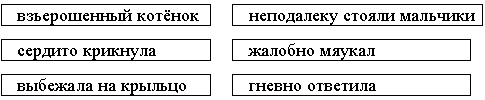 взъерошенный котёнок
неподалеку стояли мальчики
сердито крикнула
жалобно мяукал
выбежала на крыльцо
гневно ответила